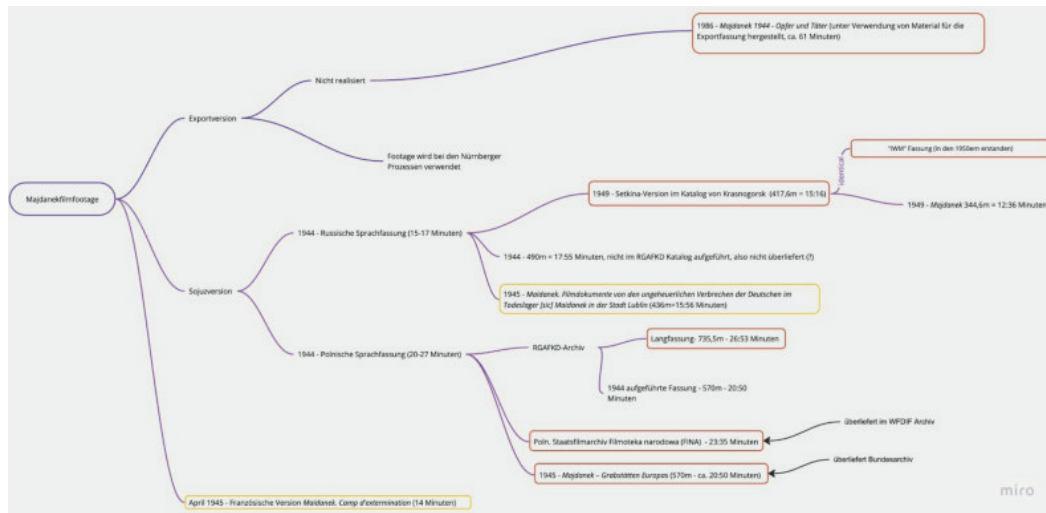 1986 - Majdanek 1944 - Opfer und Täter (unter Verwendung von Material für die
Exportfassung hergestellt, ca. 61 Minuten)
Nicht realisiert
Exportversion
Footage wird bei den Nürnberger
Prozessen verwendet
"IWM" Fassung (In den 1950ern erstanden)
identical
Majdanekfilmfootage
1949 - Setkina-Version im Katalog von Krasnogorsk (417,6m = 15:16)
1949 - Majdanek 344,6m = 12:36 Minuten
1944 - Russische Sprachfassung (15-17 Minuten)
1944 - 490m = 17:55 Minuten, nicht im RGAFKD Katalog aufgeführt, also nicht überliefert (?)
Sojuzversion
1945 - Maidanek. Filmdokumente von den ungeheuerlichen Verbrechen der Deutschen im
Todeslager [sic] Maidanek in der Stadt Lublin (436m=15:56 Minuten)
1944 - Polnische Sprachfassung (20-27 Minuten)
RGAFKD-Archiv
Langfassung- 735,5m - 26:53 Minuten
1944 aufgeführte Fassung - 570m - 20:50
Minuten
überliefert im WFDIF Archiv
Poln. Staatsfilmarchiv Filmoteka narodowa (FINA) - 23:35 Minuten
überliefert Bundesarchiv
1945 - Majdanek – Grabstätten Europas (570m - ca. 20:50 Minuten)
April 1945 - Französische Version Maidanek. Camp d'extermination (14 Minuten)
miro